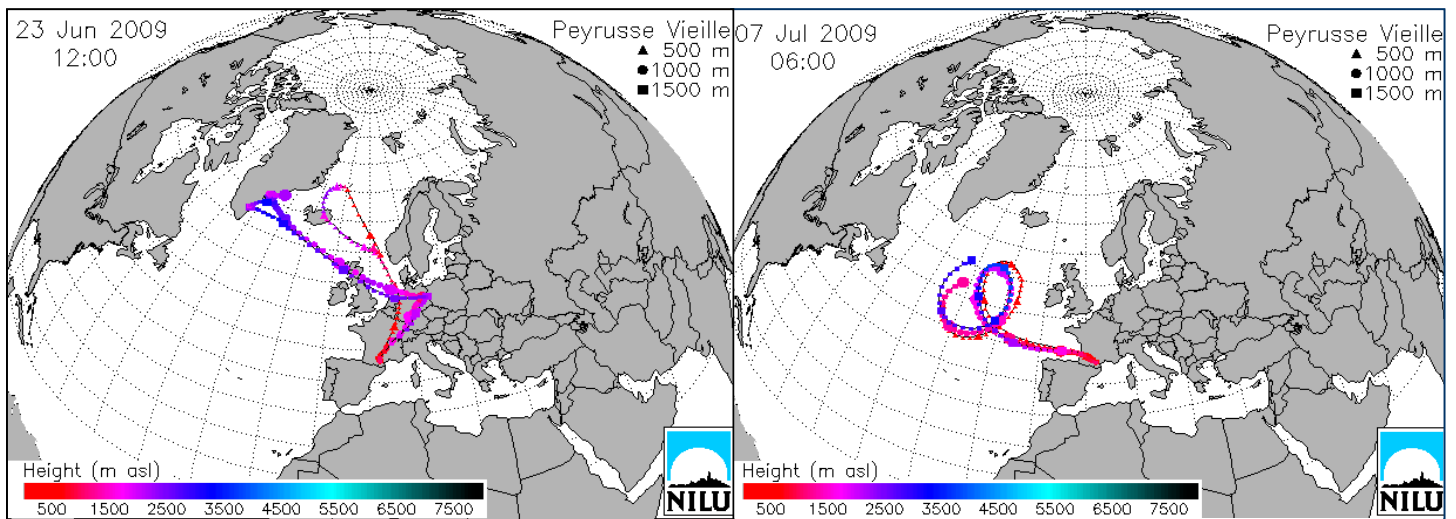 23 Jun 2009
12:00
Peyrusse Vieille
▲ 500 m
● 1000 m
■ 1500 m
Height (m asl)
500 1500 2500 3500 4500 5500 6500 7500
NILU
07 Jul 2009
06:00
Peyrusse Vieille
▲ 500 m
● 1000 m
■ 1500 m
Height (m asl)
500 1500 2500 3500 4500 5500 6500 7500
NILU